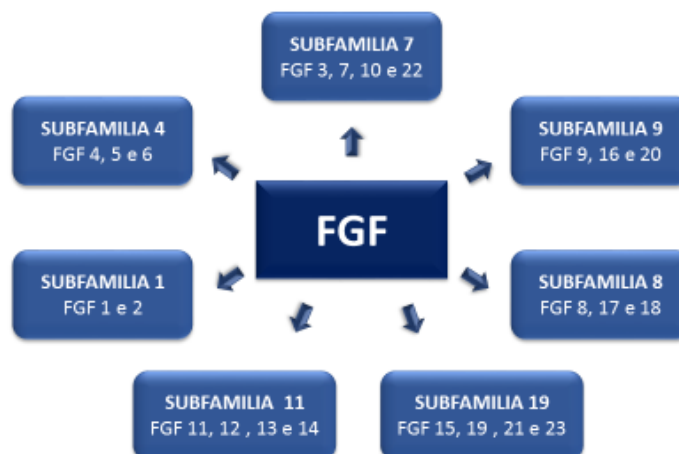 SUBFAMILIA 7
FGF 3, 7, 10 e 22
SUBFAMILIA 4
FGF 4, 5 e 6
SUBFAMILIA 9
FGF 9, 16 e 20
FGF
SUBFAMILIA 1
FGF 1 e 2
SUBFAMILIA 8
FGF 8, 17 e 18
SUBFAMILIA 11
FGF 11, 12 , 13 e 14
SUBFAMILIA 19
FGF 15, 19 , 21 e 23